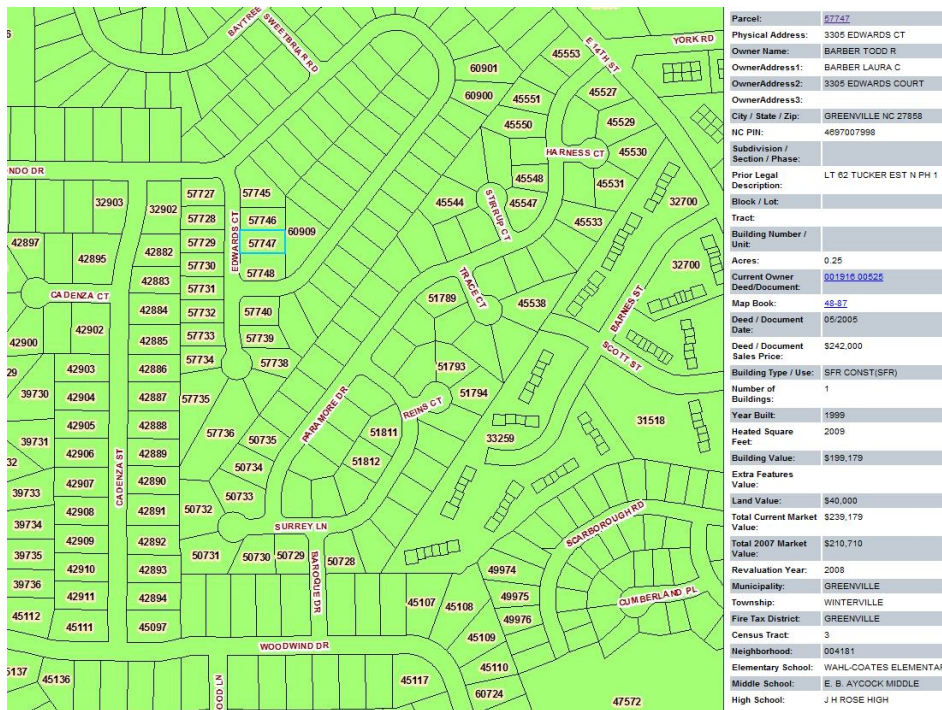 BAYTREE
SWEETBRIAR RD
E 14TH ST
YORK RD
45553
60901
60900
45551
45527
45550
45529
HARNESS CT
45530
ONDO DR
45548
45531
32903
32902
57727
57745
45544
STIRRUP CT
45547
32700
57728
57746
60909
45533
42897
42895
42882
57729
EDWARDS CT
57747
57730
57748
32700
42883
57731
TRACE CT
CADENZA CT
51789
45538
BARNES ST
42884
57732
57740
42902
57733
57739
42900
42885
SCOTT ST
57734
57738
29
42903
42886
51793
39730
42904
42887
57735
PARAMORE DR
REINS CT
51794
42905
42888
57736
50735
51811
33259
31518
39731
42906
42889
51812
32
50734
42907
CADENZA ST
42890
39733
50733
42908
42891
50732
39734
SURREY LN
SCARBOROUGH RD
42909
42892
39735
50731
50730
50729
BAROQUE DR
50728
42910
42893
49974
39736
42911
42894
49975
CUMBERLAND PL
45112
45107
45108
49976
45111
45097
45109
WOODWIND DR
5137
45136
OOD LN
45117
45110
60724
47572
Parcel: 57747
Physical Address: 3305 EDWARDS CT
Owner Name: BARBER TODD R
OwnerAddress1: BARBER LAURA C
OwnerAddress2: 3305 EDWARDS COURT
OwnerAddress3:
City / State / Zip: GREENVILLE NC 27858
NC PIN: 4697007998
Subdivision /
Section / Phase:
Prior Legal LT 62 TUCKER EST N PH 1
Description:
Block / Lot:
Tract:
Building Number /
Unit:
Acres: 0.25
Current Owner 001916 00525
Deed/Document:
Map Book: 48-87
Deed / Document 05/2005
Date:
Deed / Document $242,000
Sales Price:
Building Type / Use: SFR CONST(SFR)
Number of 1
Buildings:
Year Built: 1999
Heated Square 2009
Feet:
Building Value: $199,179
Extra Features
Value:
Land Value: $40,000
Total Current Market $239,179
Value:
Total 2007 Market $210,710
Value:
Revaluation Year: 2008
Municipality: GREENVILLE
Township: WINTERVILLE
Fire Tax District: GREENVILLE
Census Tract: 3
Neighborhood: 004181
Elementary School: WAHL-COATES ELEMENTAR
Middle School: E. B. AYCOCK MIDDLE
High School: J H ROSE HIGH